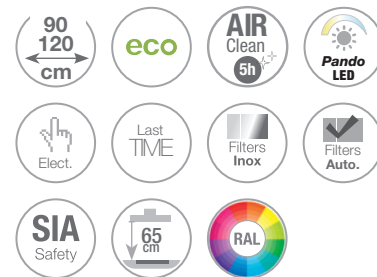 90
120
cm
eco
AIR
Clean
5h
Pando
LED
Elect.
Last
TIME
Filters
Inox
Filters
Auto.
SIA
Safety
65
cm
RAL